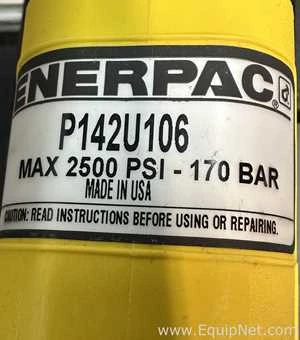 ENERPAC
P142U106
MAX 2500 PSI - 170 BAR
MADE IN USA
CAUTION: READ INSTRUCTIONS BEFORE USING OR REPAIRING.
www.EquipNet.com